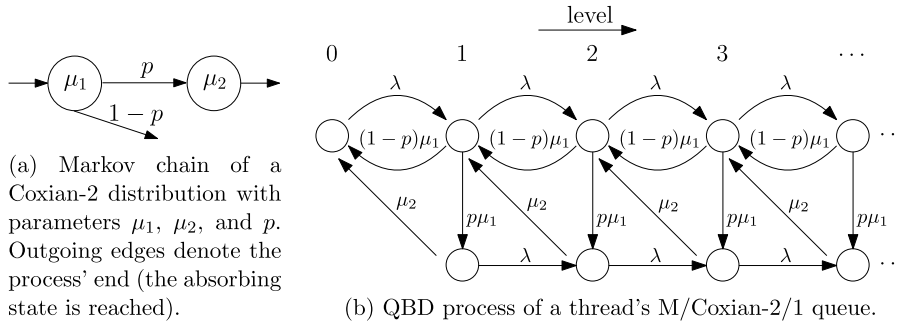 level
0 1 2 3 ···
μ₁ p μ₂
1 − p
λ λ λ λ
(1−p)μ₁ (1−p)μ₁ (1−p)μ₁ (1−p)μ₁ ··
μ₂ pμ₁ μ₂ pμ₁ μ₂ pμ₁ μ₂ pμ₁
λ λ λ ··
(a) Markov chain of a
Coxian-2 distribution with
parameters μ₁, μ₂, and p.
Outgoing edges denote the
process' end (the absorbing
state is reached).
(b) QBD process of a thread's M/Coxian-2/1 queue.